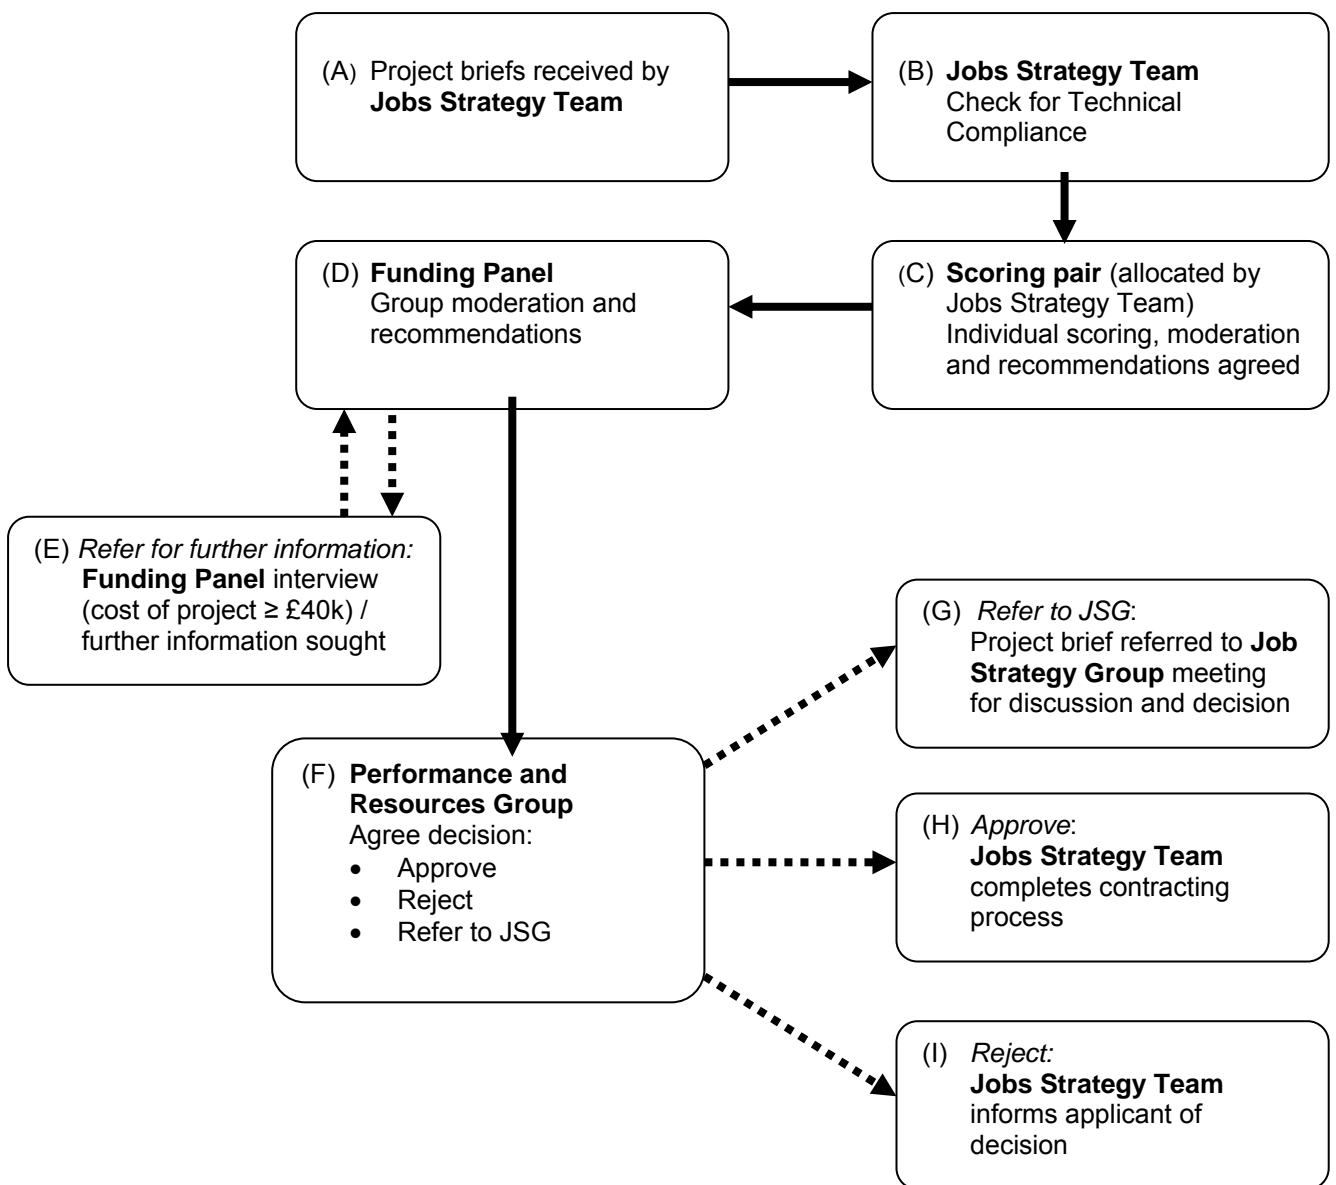 (A) Project briefs received by
Jobs Strategy Team
(B) Jobs Strategy Team
Check for Technical
Compliance
(D) Funding Panel
Group moderation and
recommendations
(C) Scoring pair (allocated by
Jobs Strategy Team)
Individual scoring, moderation
and recommendations agreed
(E) Refer for further information:
Funding Panel interview
(cost of project ≥ £40k) /
further information sought
(F) Performance and
Resources Group
Agree decision:
• Approve
• Reject
• Refer to JSG
(G) Refer to JSG:
Project brief referred to Job
Strategy Group meeting
for discussion and decision
(H) Approve:
Jobs Strategy Team
completes contracting
process
(I) Reject:
Jobs Strategy Team
informs applicant of
decision